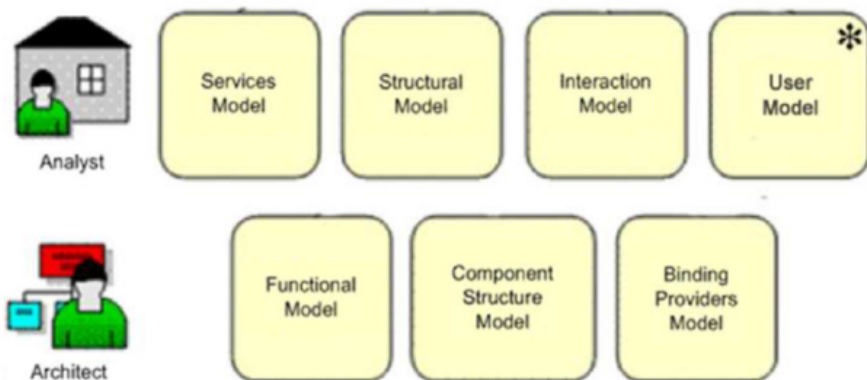 Services
Model
Structural
Model
Interaction
Model
User
Model
*
Analyst
Functional
Model
Component
Structure
Model
Binding
Providers
Model
Architect